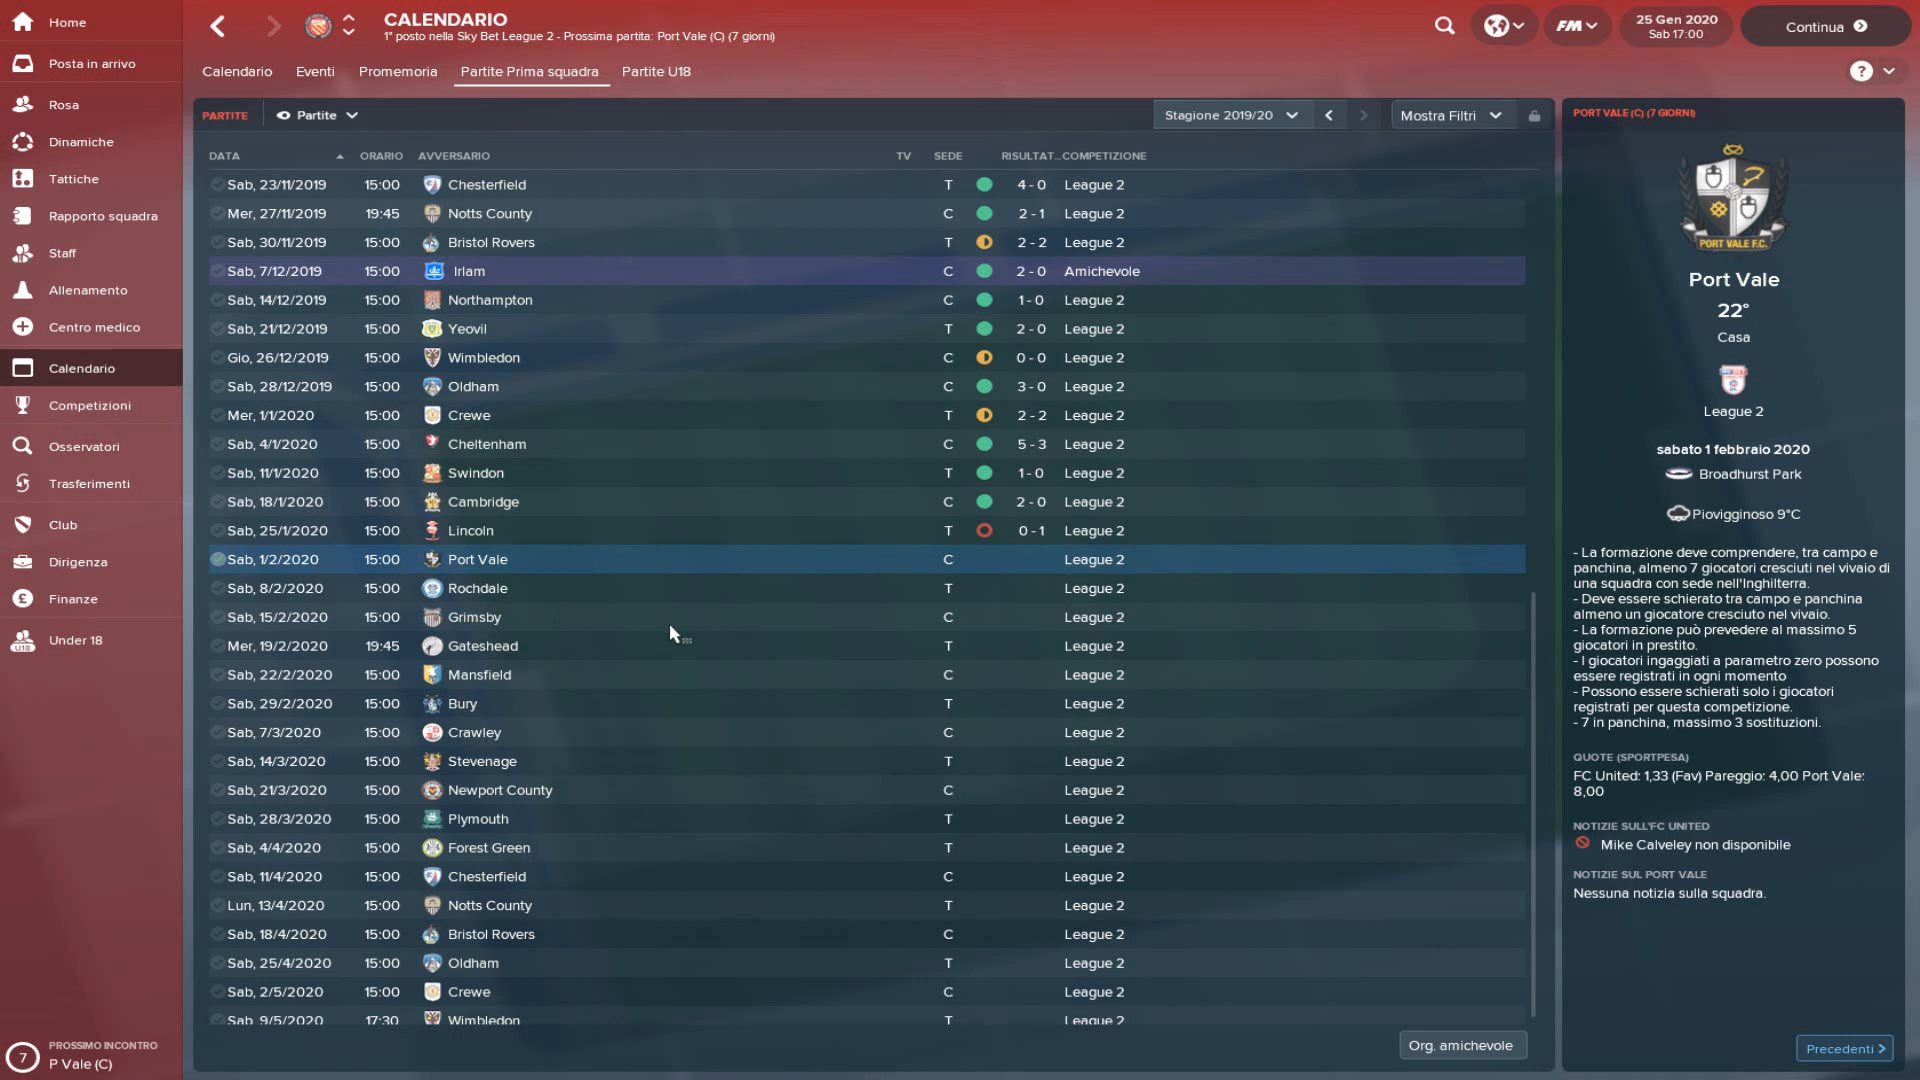 Home
Posta in arrivo
Rosa
Dinamiche
Tattiche
Rapporto squadra
Staff
Allenamento
Centro medico
Calendario
Competizioni
Osservatori
Trasferimenti
Club
Dirigenza
Finanze
U18 Under 18
7 PROSSIMO INCONTRO
P Vale (C)
CALENDARIO
1° posto nella Sky Bet League 2 - Prossima partita: Port Vale (C) (7 giorni)
FM
25 Gen 2020
Sab 17:00
Continua
Calendario Eventi Promemoria Partite Prima squadra Partite U18
?
PARTITE Partite Stagione 2019/20 Mostra Filtri
DATA ORARIO AVVERSARIO TV SEDE RISULTAT... COMPETIZIONE
Sab, 23/11/2019 15:00 Chesterfield T 4 - 0 League 2
Mer, 27/11/2019 19:45 Notts County C 2 - 1 League 2
Sab, 30/11/2019 15:00 Bristol Rovers T 2 - 2 League 2
Sab, 7/12/2019 15:00 Irlam C 2 - 0 Amichevole
Sab, 14/12/2019 15:00 Northampton C 1 - 0 League 2
Sab, 21/12/2019 15:00 Yeovil T 2 - 0 League 2
Gio, 26/12/2019 15:00 Wimbledon C 0 - 0 League 2
Sab, 28/12/2019 15:00 Oldham C 3 - 0 League 2
Mer, 1/1/2020 15:00 Crewe T 2 - 2 League 2
Sab, 4/1/2020 15:00 Cheltenham C 5 - 3 League 2
Sab, 11/1/2020 15:00 Swindon T 1 - 0 League 2
Sab, 18/1/2020 15:00 Cambridge C 2 - 0 League 2
Sab, 25/1/2020 15:00 Lincoln T 0 - 1 League 2
Sab, 1/2/2020 15:00 Port Vale C League 2
Sab, 8/2/2020 15:00 Rochdale T League 2
Sab, 15/2/2020 15:00 Grimsby C League 2
Mer, 19/2/2020 19:45 Gateshead T League 2
Sab, 22/2/2020 15:00 Mansfield C League 2
Sab, 29/2/2020 15:00 Bury T League 2
Sab, 7/3/2020 15:00 Crawley C League 2
Sab, 14/3/2020 15:00 Stevenage T League 2
Sab, 21/3/2020 15:00 Newport County C League 2
Sab, 28/3/2020 15:00 Plymouth T League 2
Sab, 4/4/2020 15:00 Forest Green T League 2
Sab, 11/4/2020 15:00 Chesterfield C League 2
Lun, 13/4/2020 15:00 Notts County T League 2
Sab, 18/4/2020 15:00 Bristol Rovers C League 2
Sab, 25/4/2020 15:00 Oldham T League 2
Sab, 2/5/2020 15:00 Crewe C League 2
Sab, 9/5/2020 17:30 Wimbledon T League 2
Org. amichevole
PORT VALE (C) (7 GIORNI)
PORT VALE F.C.
Port Vale
22°
Casa
League 2
sabato 1 febbraio 2020
Broadhurst Park
Piovigginoso 9°C
- La formazione deve comprendere, tra campo e
panchina, almeno 7 giocatori cresciuti nel vivaio di
una squadra con sede nell'Inghilterra.
- Deve essere schierato tra campo e panchina
almeno un giocatore cresciuto nel vivaio.
- La formazione può prevedere al massimo 5
giocatori in prestito.
- I giocatori ingaggiati a parametro zero possono
essere registrati in ogni momento
- Possono essere schierati solo i giocatori
registrati per questa competizione.
- 7 in panchina, massimo 3 sostituzioni.
QUOTE (SPORTPESA)
FC United: 1,33 (Fav) Pareggio: 4,00 Port Vale:
8,00
NOTIZIE SULL'FC UNITED
Mike Calveley non disponibile
NOTIZIE SUL PORT VALE
Nessuna notizia sulla squadra.
Precedenti